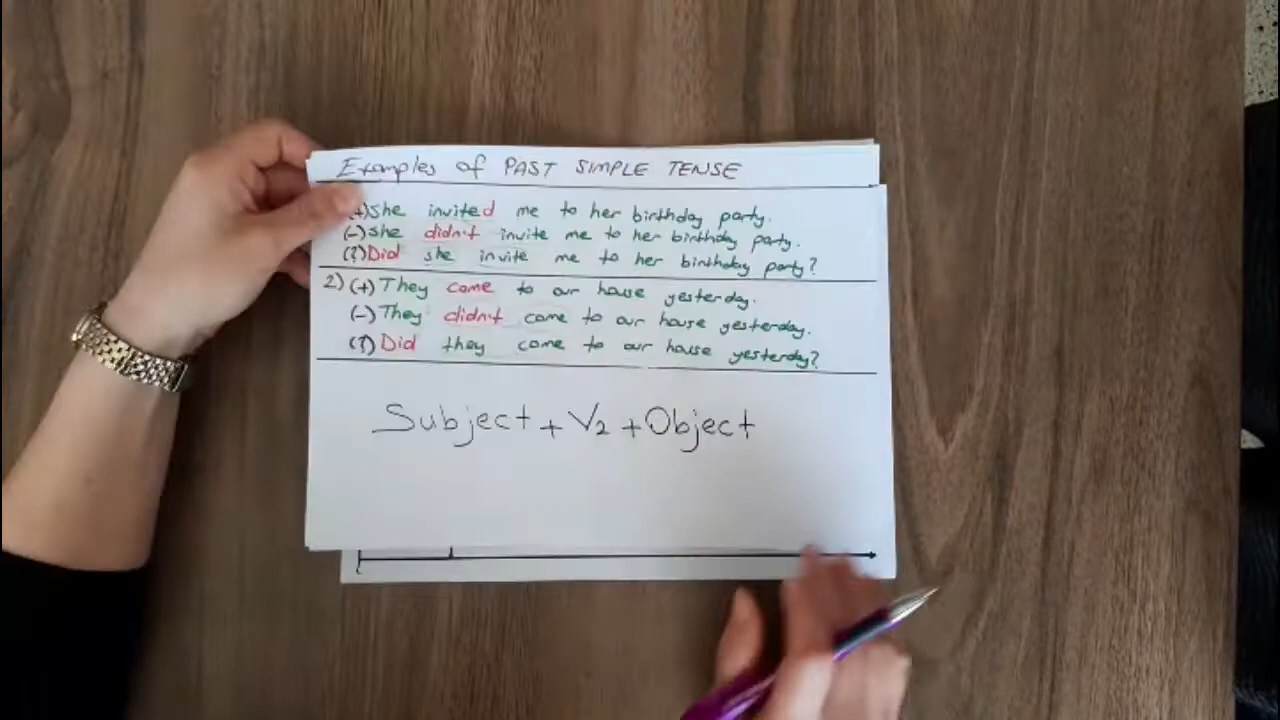 Examples of PAST SIMPLE TENSE
(+) She invited me to her birthday party.
(-) She didn't invite me to her birthday party.
(?) Did she invite me to her birthday party?
2) (+) They came to our house yesterday.
(-) They didn't come to our house yesterday.
(?) Did they come to our house yesterday?
Subject + V2 + Object